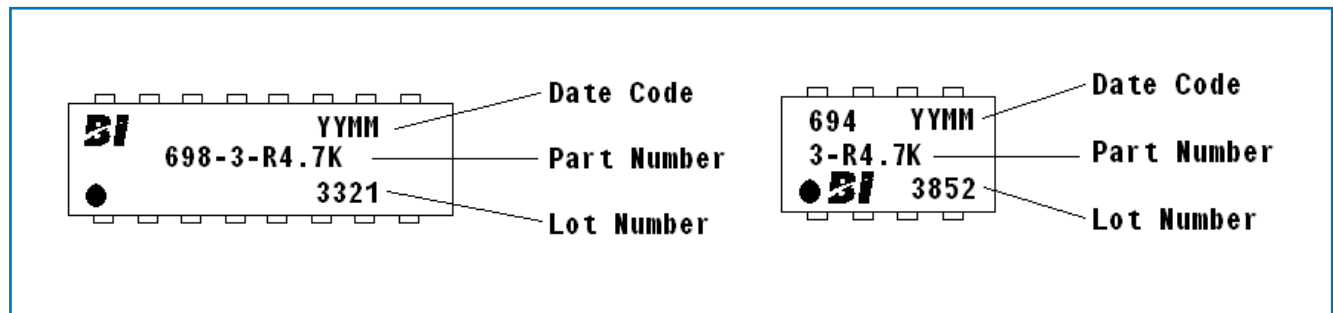 BI YYMM
698-3-R4.7K
3321
Date Code
Part Number
Lot Number
694 YYMM
3-R4.7K
BI 3852
Date Code
Part Number
Lot Number